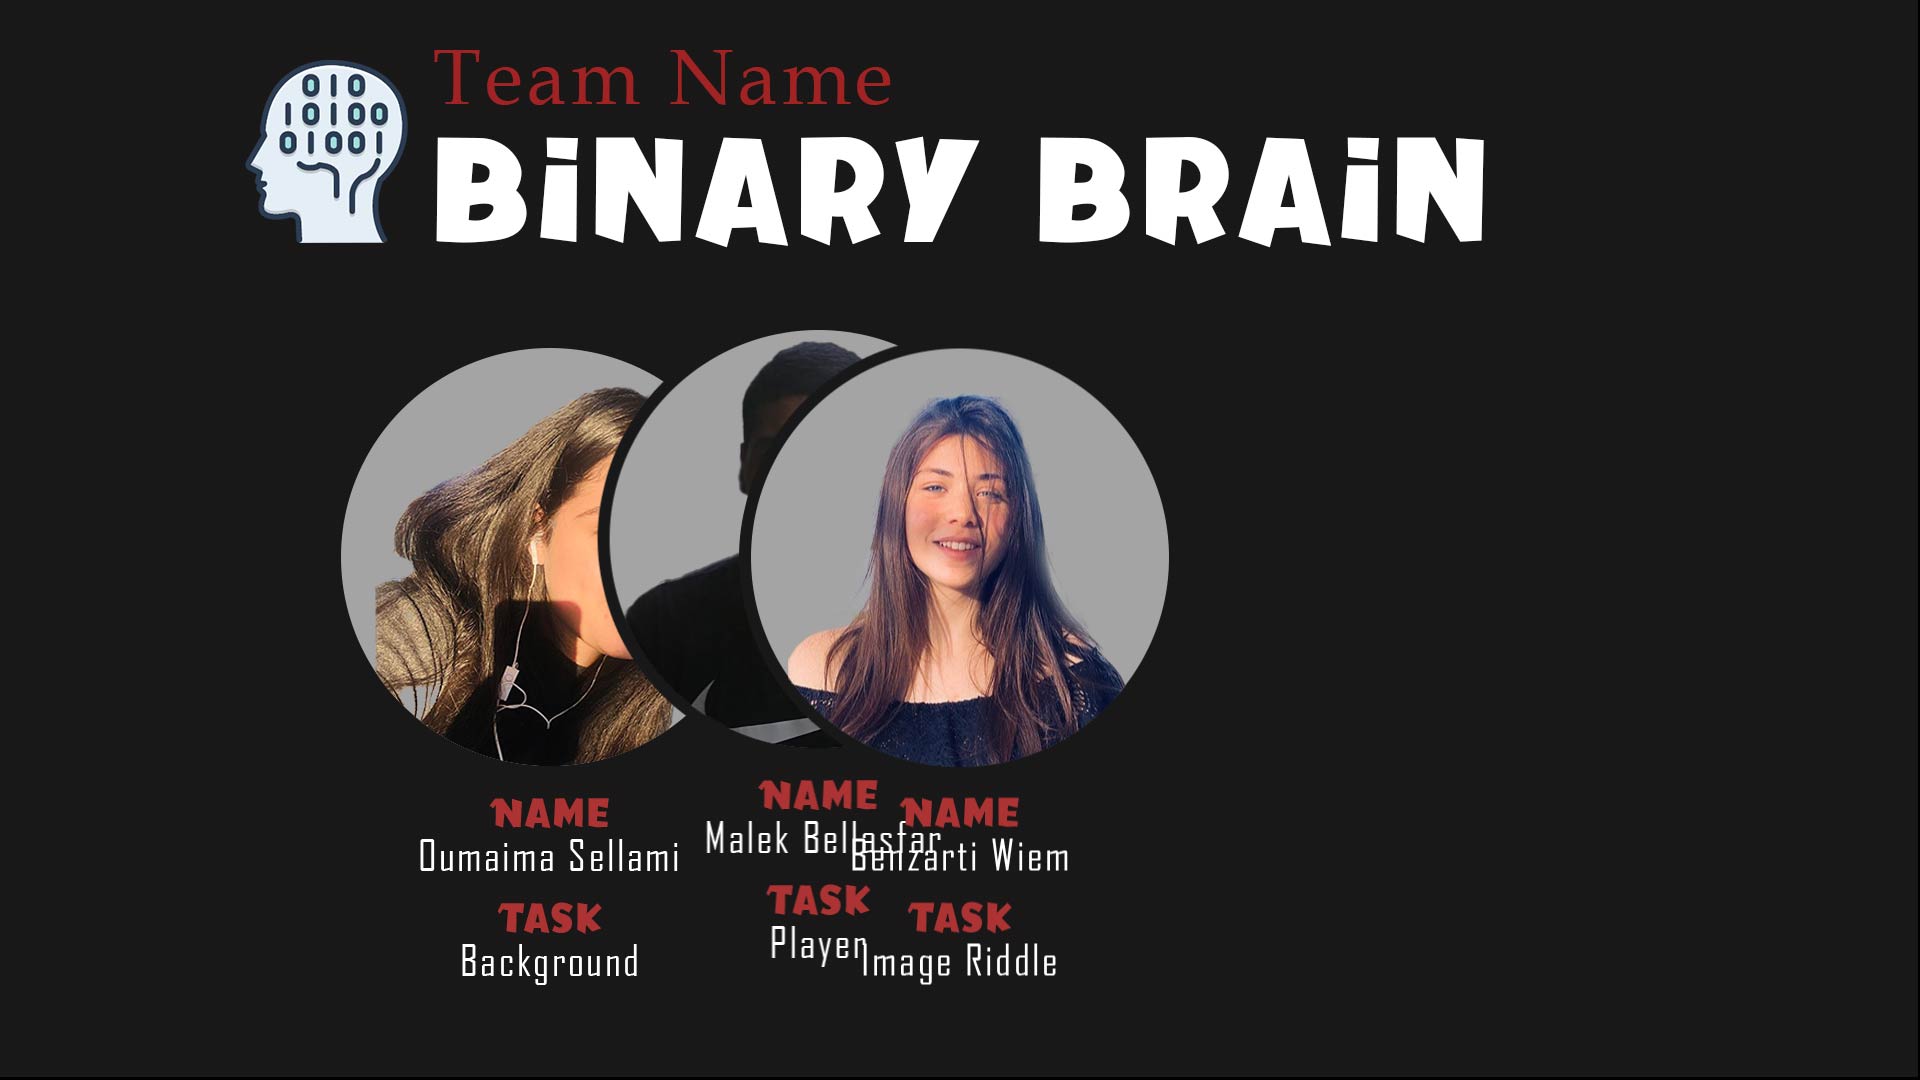 010
10100
01001
Team Name
BiNARY BRAiN
NAME
Oumaima Sellami
TASK
Background
NAME
Malek Bellasfar
TASK
Player
NAME
Benzarti Wiem
TASK
Image Riddle